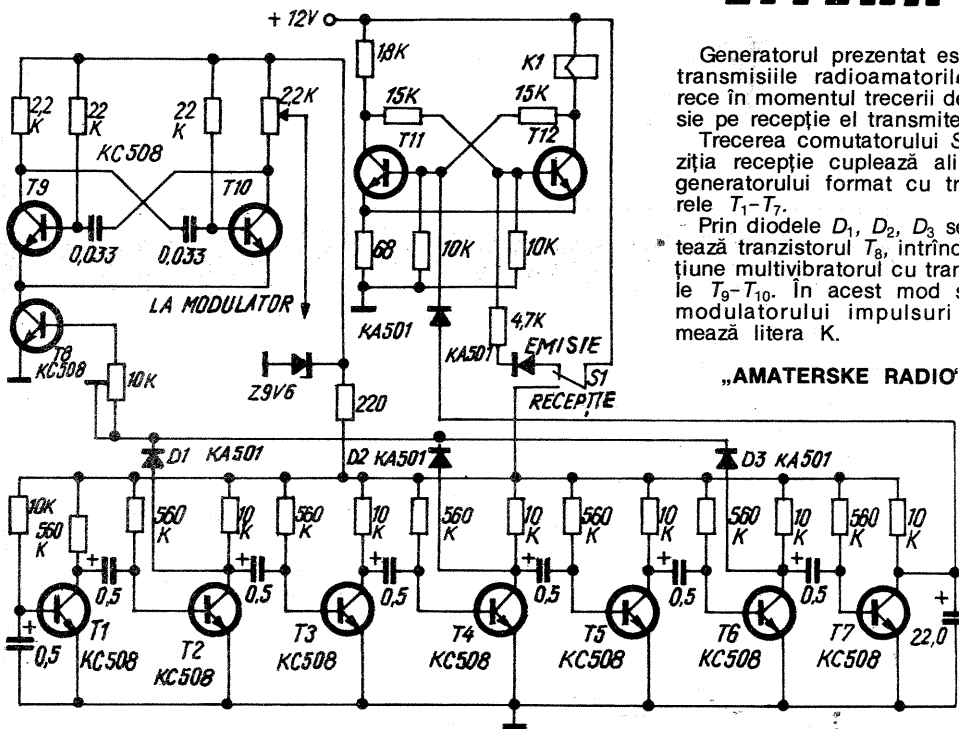 + 12V
1,8K
K1
15K
15K
T11
T12
2,2 K
22 K
22 K
2,2K
KC508
T9
T10
0,033
0,033
LA MODULATOR
68
10K
10K
KA501
4,7K
KA501
EMISIE
S1
RECEPȚIE
T8
KC508
10K
Z9V6
220
D1 KA501
D2 KA501
D3 KA501
10K
560 K
560 K
10 K
560 K
10 K
560 K
10 K
560 K
10 K
560 K
10 K
560 K
10 K
+
0,5
+
0,5
+
0,5
+
0,5
+
0,5
+
0,5
+
0,5
+
22,0
T1
KC508
T2
KC508
T3
KC508
T4
KC508
T5
KC508
T6
KC508
T7
KC508
Generatorul prezentat es
transmisiile radioamatoril
rece în momentul trecerii de
sie pe recepție el transmite
Trecerea comutatorului S
ziția recepție cuplează ali
generatorului format cu tr
rele T₁–T₇.
Prin diodele D₁, D₂, D₃ se
tează tranzistorul T₈, intrînd
țiune multivibratorul cu tran
le T₉–T₁₀. În acest mod s
modulatorului impulsuri
mează litera K.
„AMATERSKE RADIO"